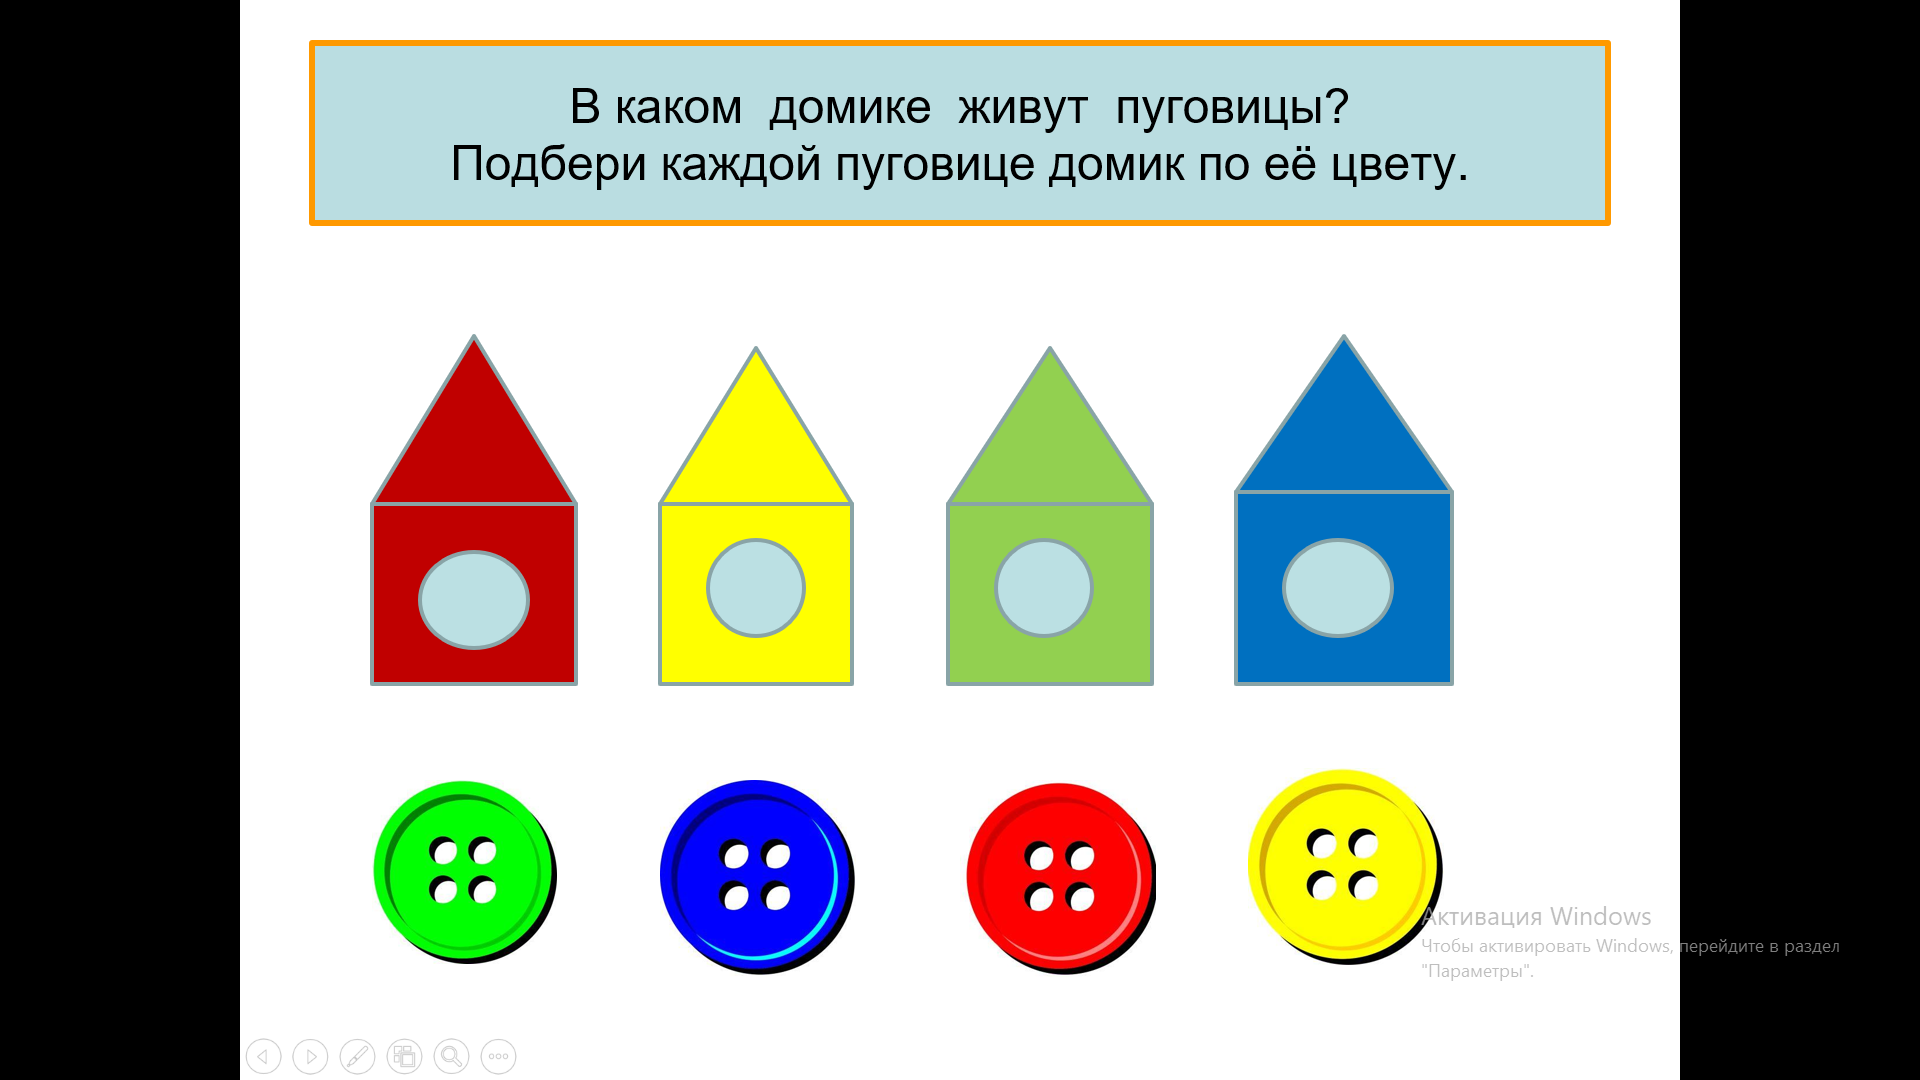 В каком домике живут пуговицы?
Подбери каждой пуговице домик по её цвету.
Активация Windows
Чтобы активировать Windows, перейдите в раздел
"Параметры".